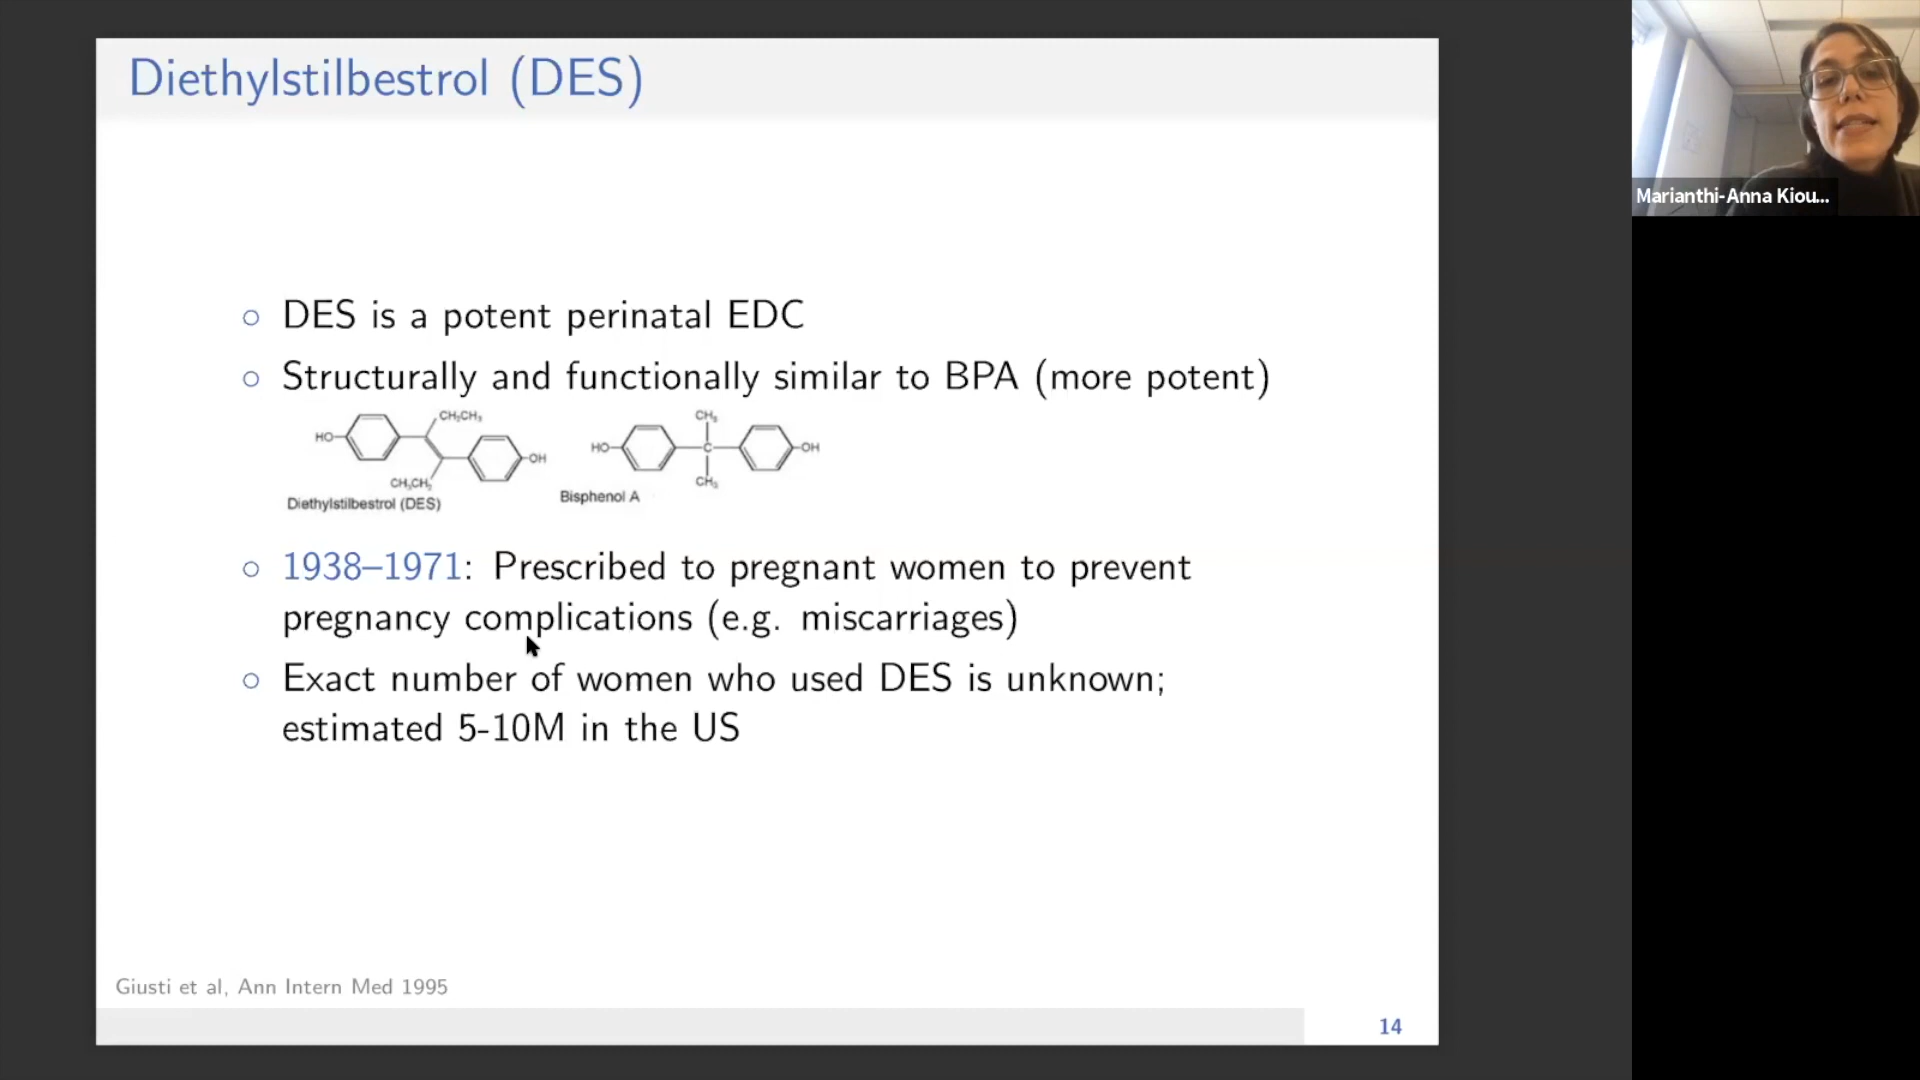 Diethylstilbestrol (DES)
Marianthi-Anna Kiou...
○ DES is a potent perinatal EDC
○ Structurally and functionally similar to BPA (more potent)
CH₂CH₃
HO
OH
CH₃CH₂
Diethylstilbestrol (DES)
CH₃
HO
C
OH
CH₃
Bisphenol A
○ 1938–1971: Prescribed to pregnant women to prevent
pregnancy complications (e.g. miscarriages)
○ Exact number of women who used DES is unknown;
estimated 5-10M in the US
Giusti et al, Ann Intern Med 1995
14